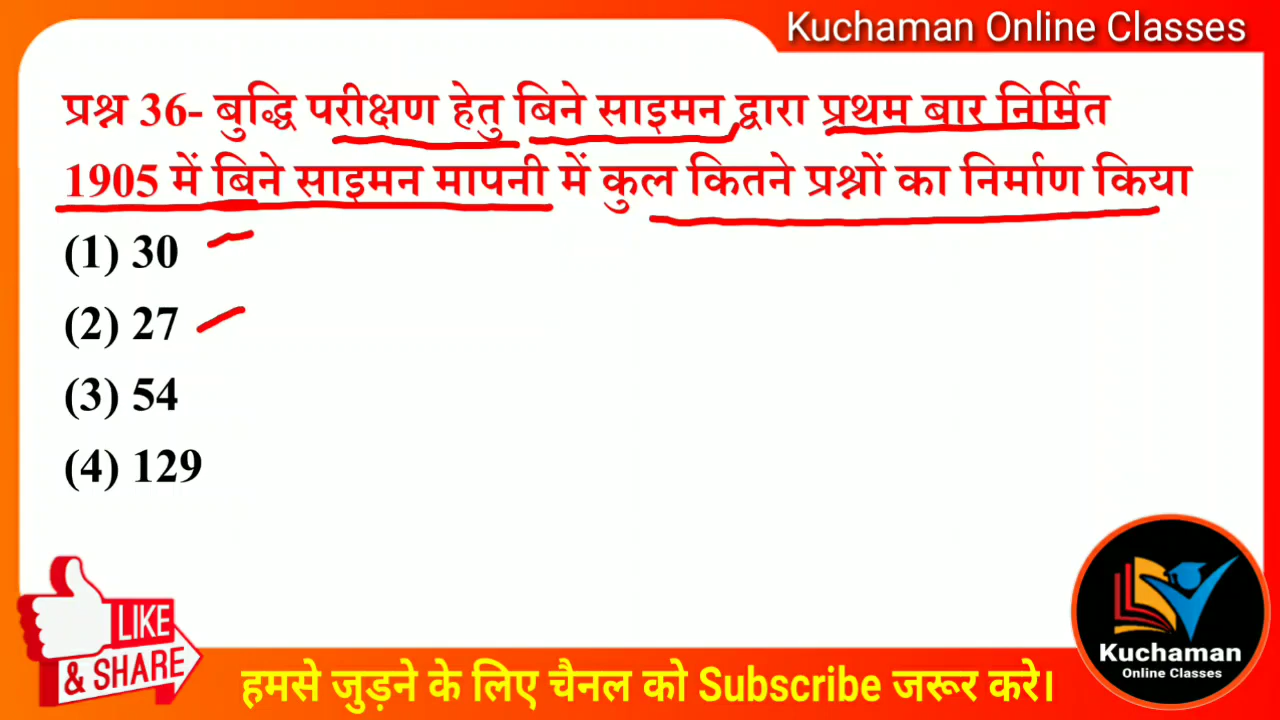 Kuchaman Online Classes
प्रश्न 36- बुद्धि परीक्षण हेतु बिने साइमन द्वारा प्रथम बार निर्मित
1905 में बिने साइमन मापनी में कुल कितने प्रश्नों का निर्माण किया
(1) 30
(2) 27
(3) 54
(4) 129
LIKE
& SHARE
Kuchaman
Online Classes
हमसे जुड़ने के लिए चैनल को Subscribe जरूर करे।